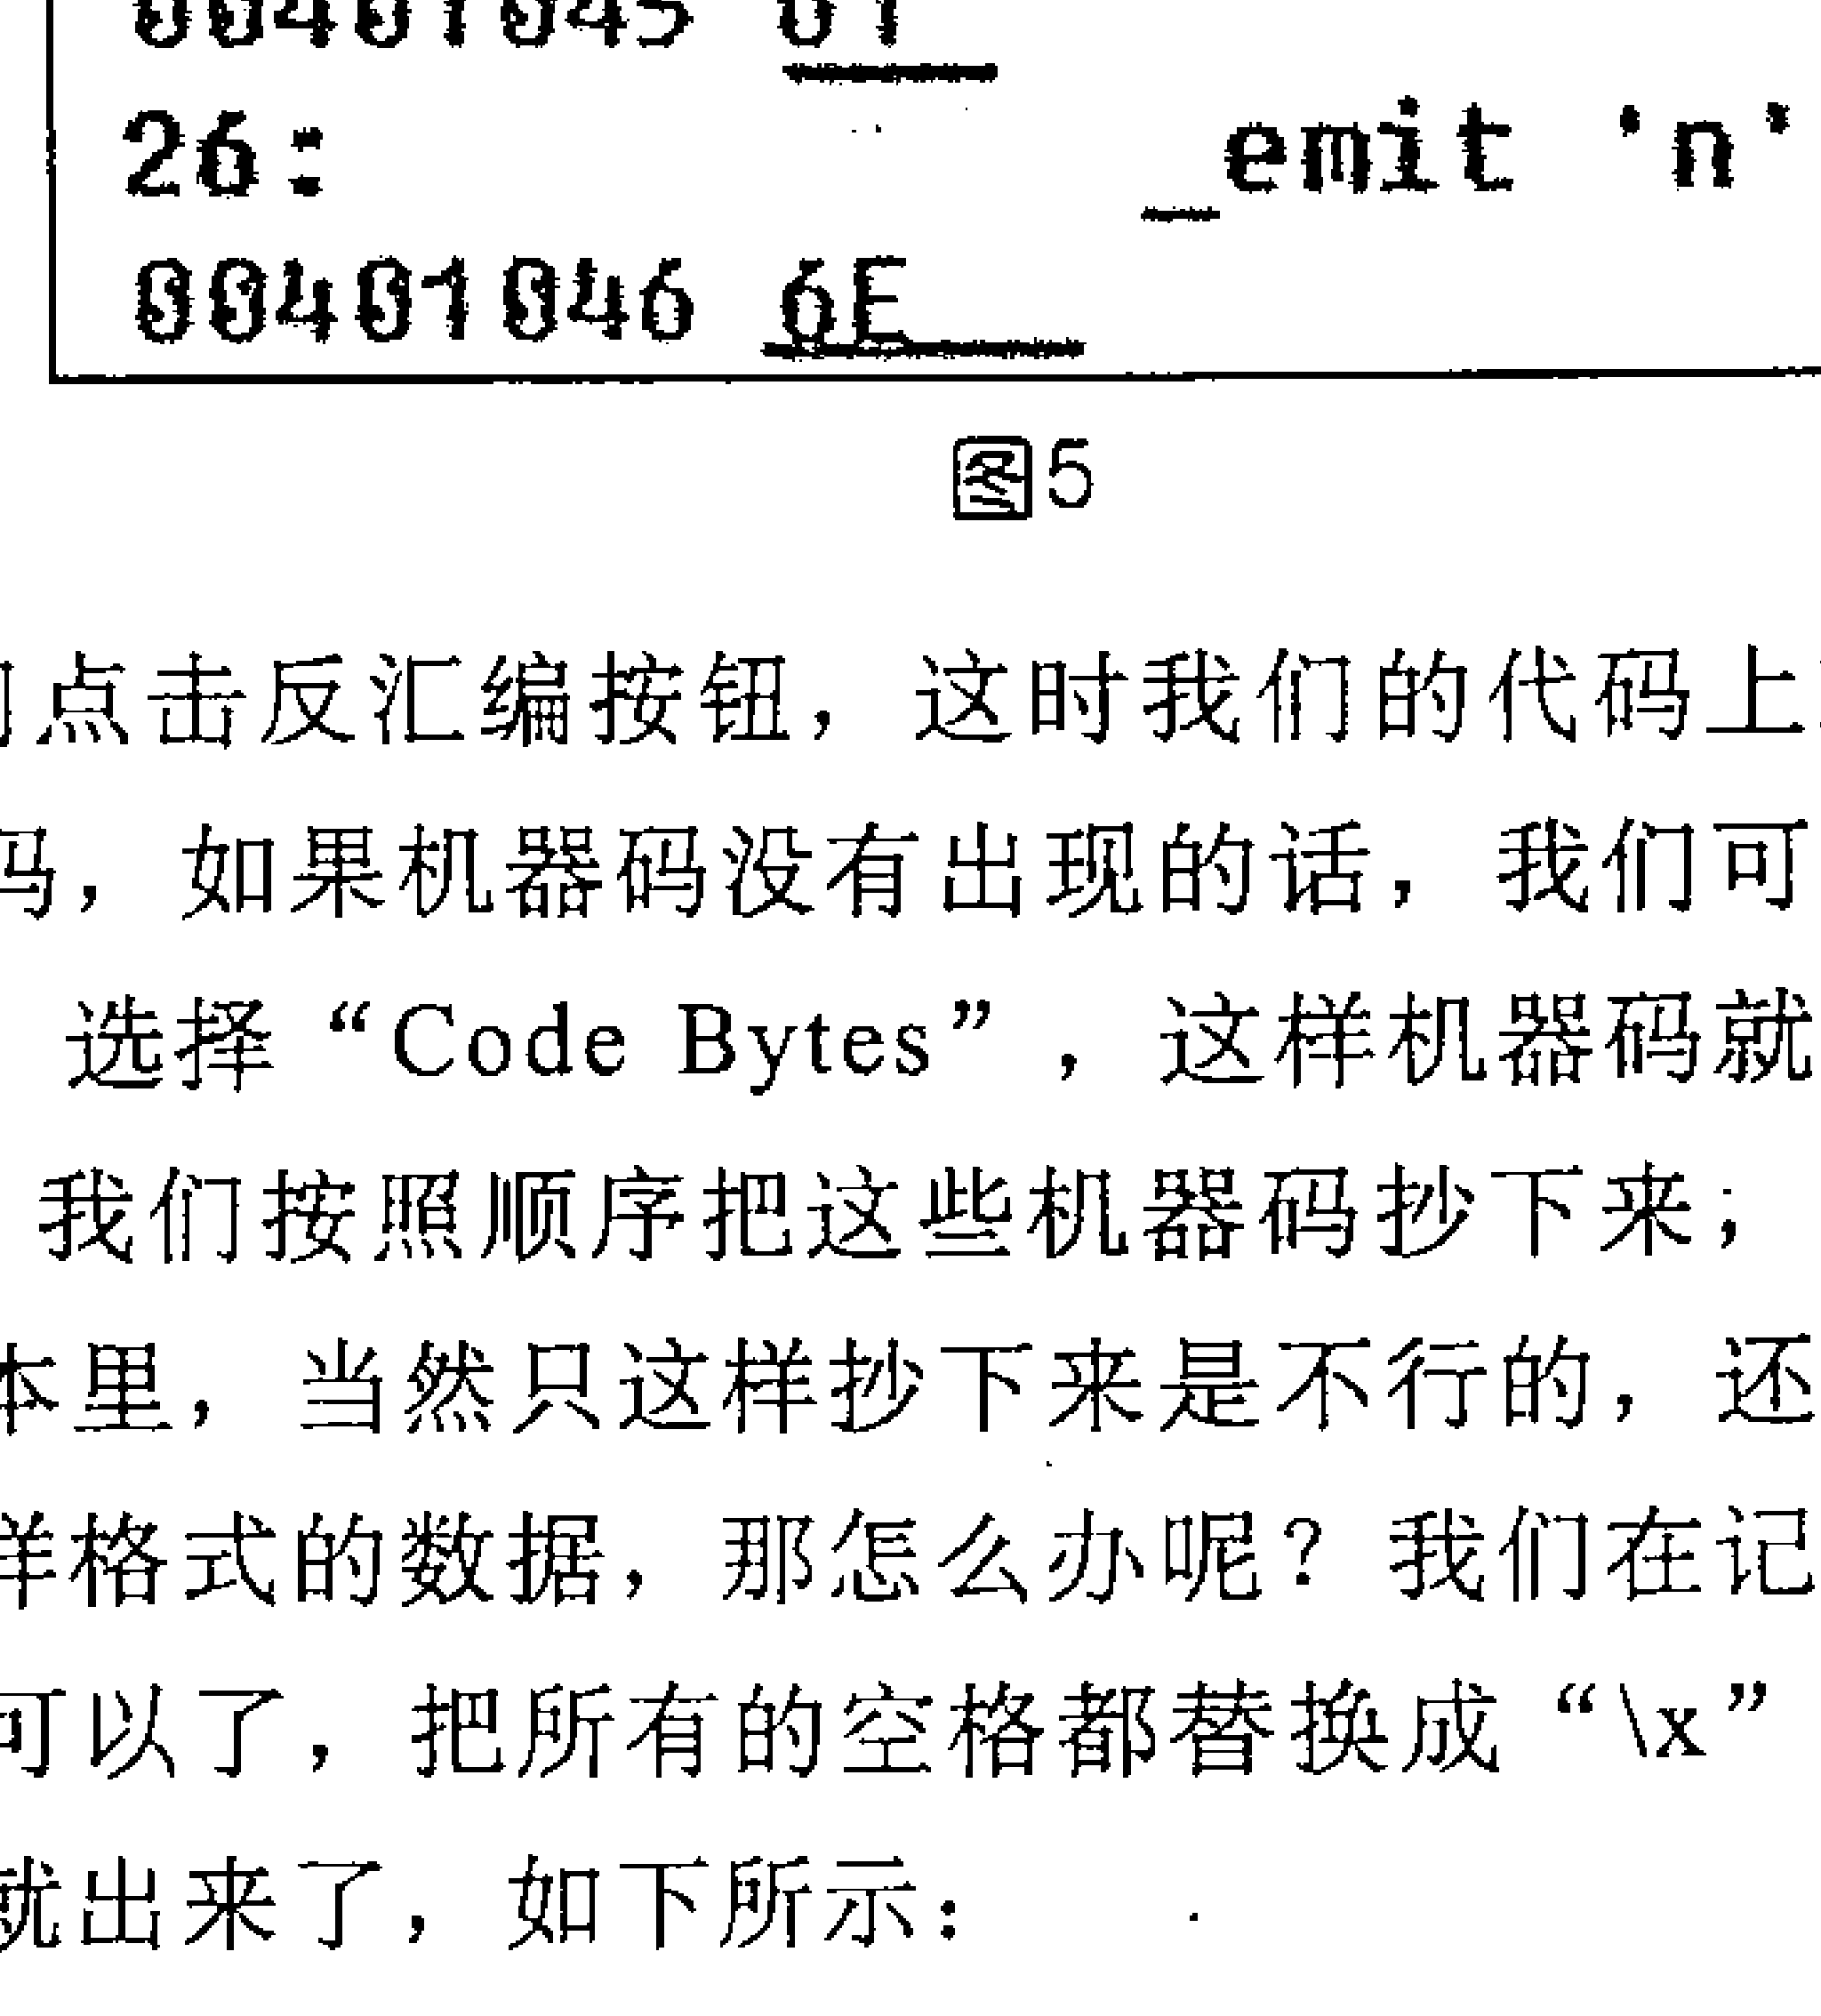 00401045 61
26: _emit 'n'
00401046 6E
图5
点击反汇编按钮，这时我们的代码上
码，如果机器码没有出现的话，我们可
选择“Code Bytes”，这样机器码就
我们按照顺序把这些机器码抄下来；
本里，当然只这样抄下来是不行的，还
样格式的数据，那怎么办呢？我们在记
可以了，把所有的空格都替换成“\x”
就出来了，如下所示：